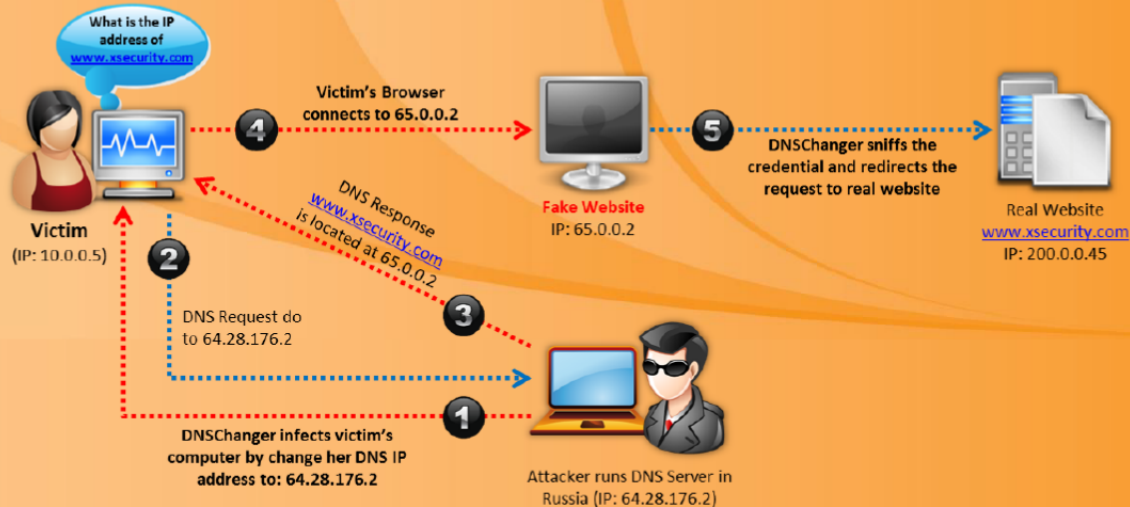 What is the IP
address of
www.xsecurity.com
4
Victim's Browser
connects to 65.0.0.2
5
DNSChanger sniffs the
credential and redirects the
request to real website
Victim
(IP: 10.0.0.5)
Fake Website
IP: 65.0.0.2
Real Website
www.xsecurity.com
IP: 200.0.0.45
2
DNS Request do
to 64.28.176.2
DNS Response
www.xsecurity.com
is located at 65.0.0.2
3
1
DNSChanger infects victim's
computer by change her DNS IP
address to: 64.28.176.2
Attacker runs DNS Server in
Russia (IP: 64.28.176.2)